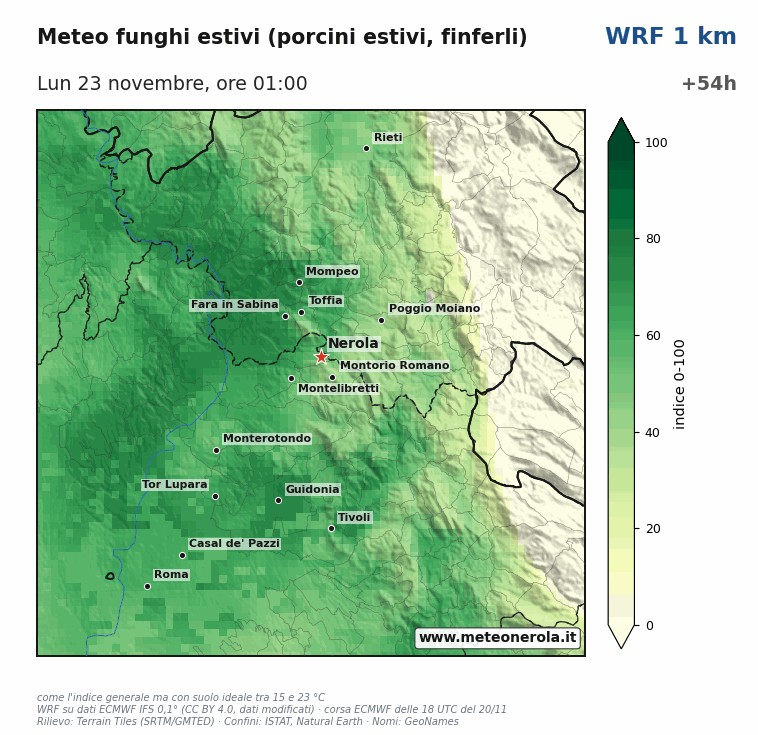 Meteo funghi estivi (porcini estivi, finferli)
WRF 1 km
Lun 23 novembre, ore 01:00
+54h
Rieti
Mompeo
Toffia
Fara in Sabina
Poggio Moiano
Nerola
Montorio Romano
Montelibretti
Monterotondo
Tor Lupara
Guidonia
Tivoli
Casal de' Pazzi
Roma
www.meteonerola.it
100
80
60
40
20
0
indice 0-100
come l'indice generale ma con suolo ideale tra 15 e 23 °C
WRF su dati ECMWF IFS 0,1° (CC BY 4.0, dati modificati) · corsa ECMWF delle 18 UTC del 20/11
Rilievo: Terrain Tiles (SRTM/GMTED) · Confini: ISTAT, Natural Earth · Nomi: GeoNames